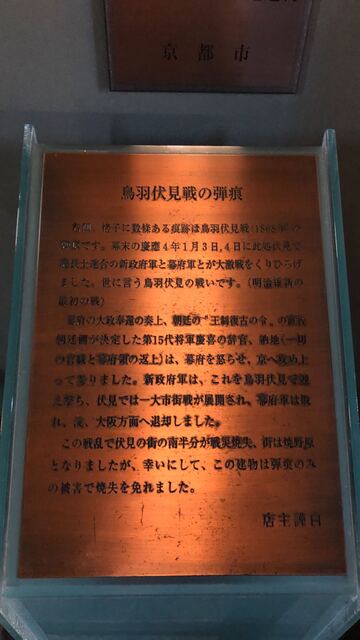 京都市
鳥羽伏見戦の弾痕
表側、格子に数條ある痕跡は鳥羽伏見戦(1868年)の
弾痕です。幕末の慶應4年1月3日,4日に此処伏見で
薩長土連合の新政府軍と幕府軍とが大激戦をくりひろげ
ました。世に言う鳥羽伏見の戦いです。(明治維新の
最初の戦)
幕府の大政奉還の奏上、朝廷の"王制復古の令"の直後
朝廷側が決定した第15代将軍慶喜の辞官、納地(一切
の官職と幕府領の返上)は、幕府を怒らせ、京へ攻め上
って参りました。新政府軍は、これを鳥羽伏見で迎
え撃ち、伏見では一大市街戦が展開され、幕府軍は敗
れ、淀、大阪方面へ退却しました。
この戦乱で伏見の街の南半分が戦災焼失、街は焼野原
となりましたが、幸いにして、この建物は弾痕のみ
の被害で焼失を免れました。
店主謹白